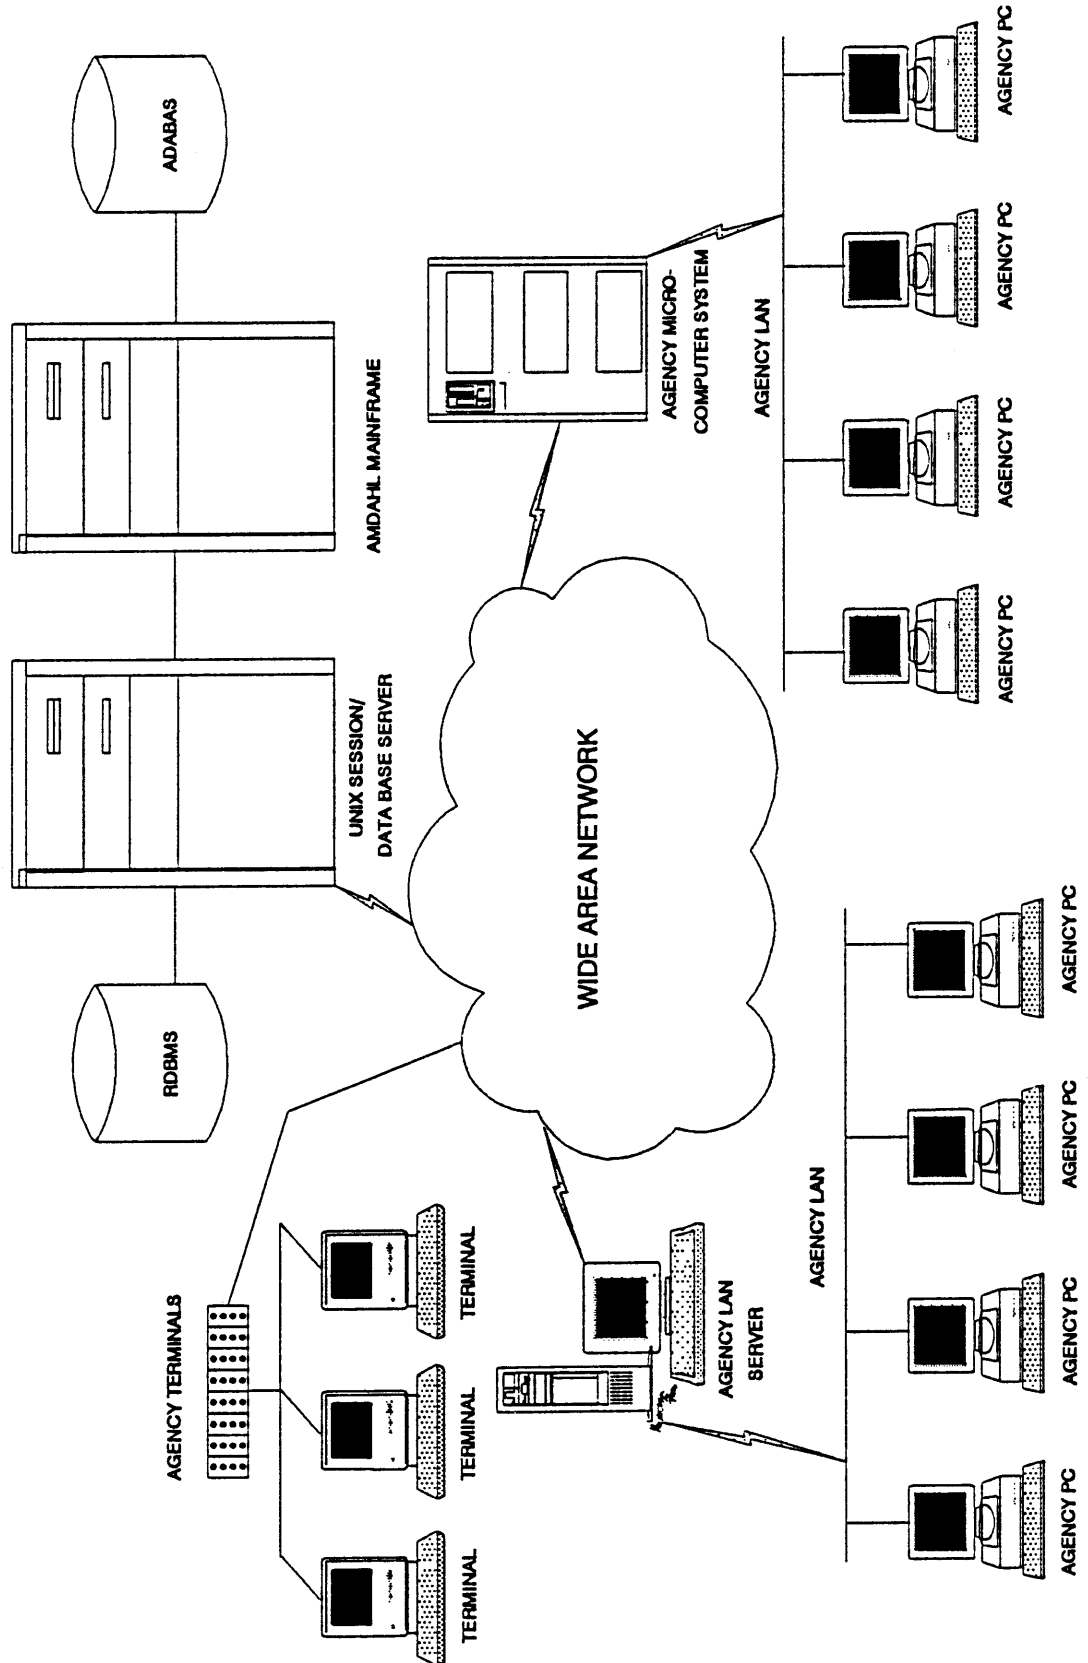 RDBMS
ADABAS
UNIX SESSION/
DATA BASE SERVER
AMDAHL MAINFRAME
AGENCY TERMINALS
TERMINAL
TERMINAL
TERMINAL
WIDE AREA NETWORK
AGENCY MICRO-
COMPUTER SYSTEM
AGENCY LAN
SERVER
AGENCY LAN
AGENCY LAN
AGENCY PC
AGENCY PC
AGENCY PC
AGENCY PC
AGENCY PC
AGENCY PC
AGENCY PC
AGENCY PC